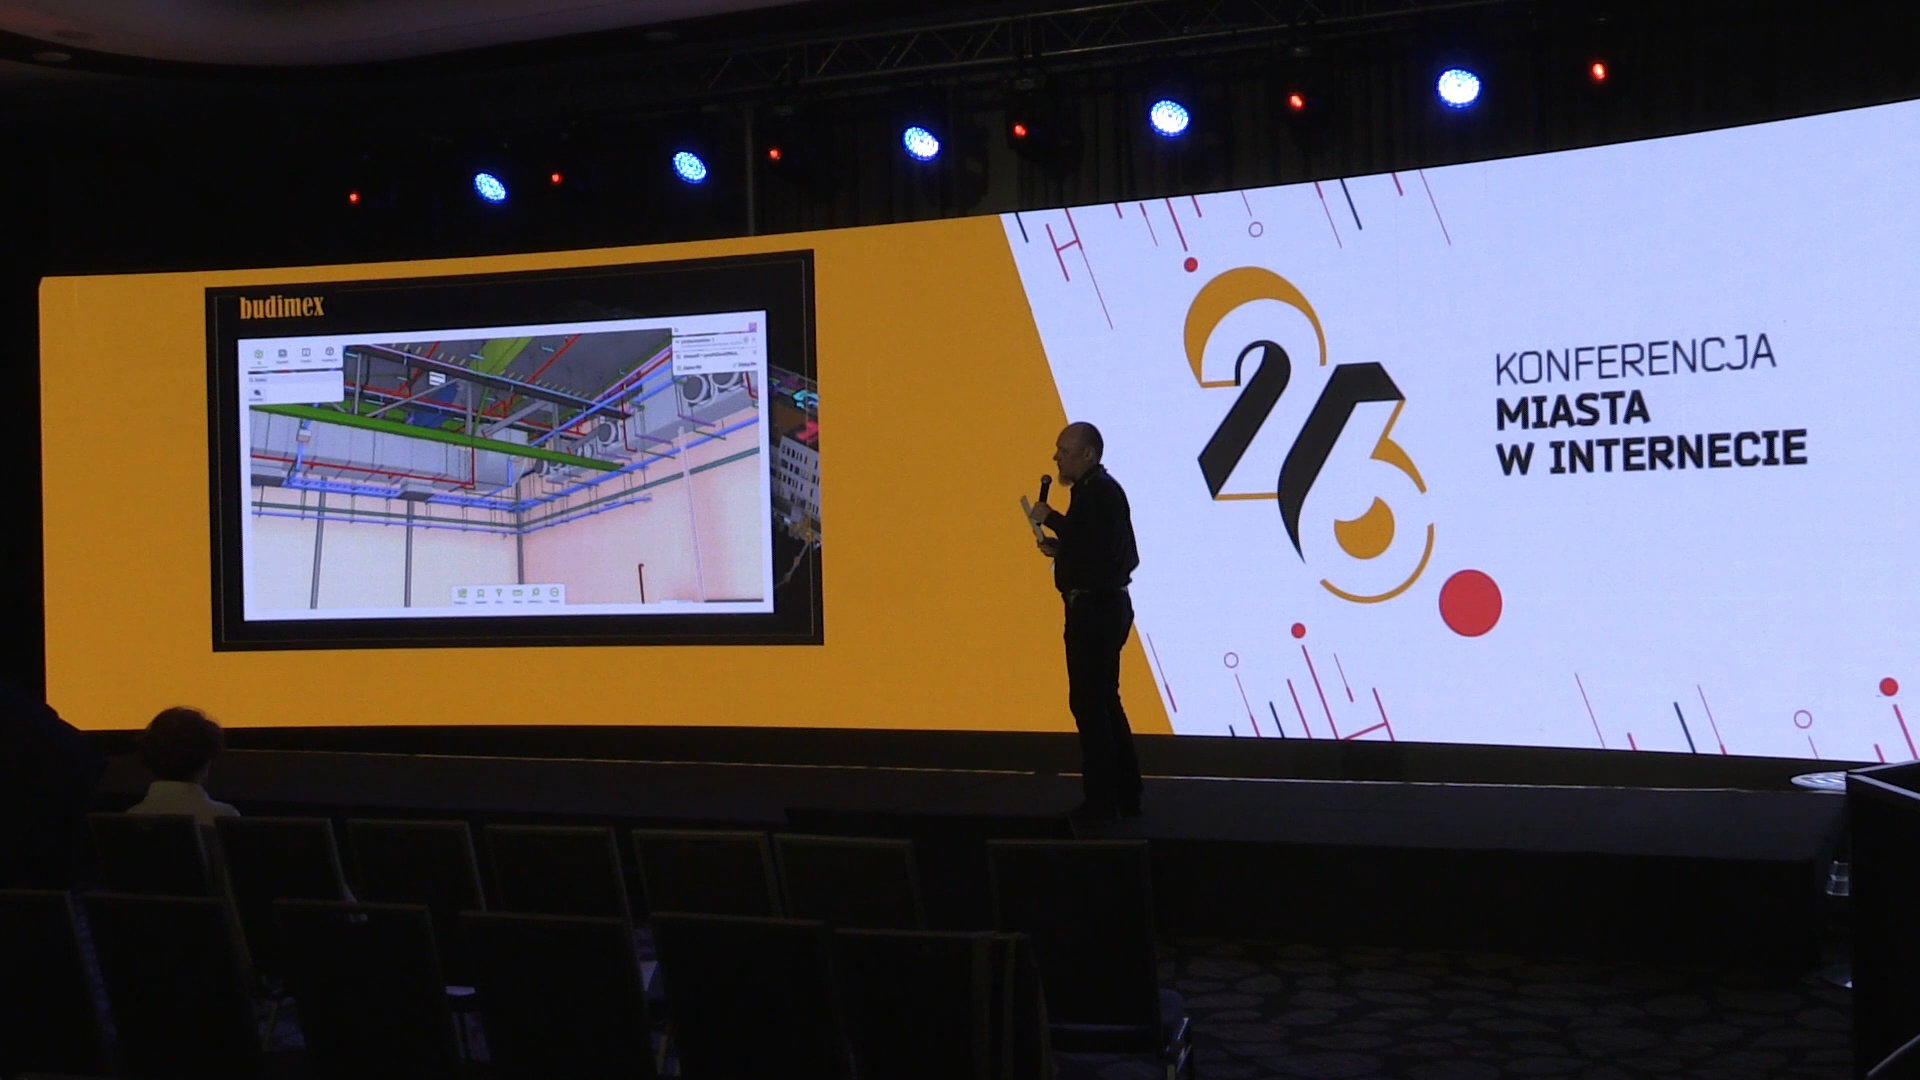 budimex
26
KONFERENCJA
MIASTA
W INTERNECIE